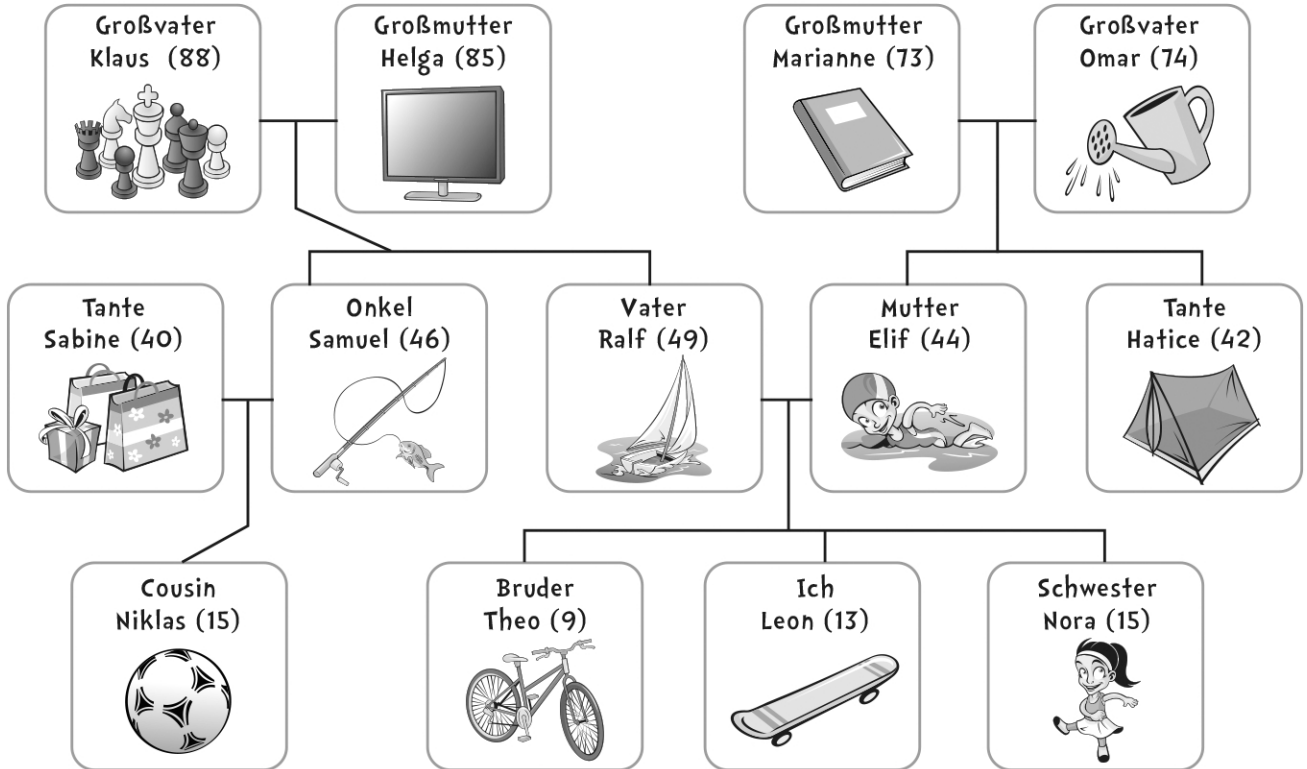 Großvater
Klaus (88)
Großmutter
Helga (85)
Großmutter
Marianne (73)
Großvater
Omar (74)
Tante
Sabine (40)
Onkel
Samuel (46)
Vater
Ralf (49)
Mutter
Elif (44)
Tante
Hatice (42)
Cousin
Niklas (15)
Bruder
Theo (9)
Ich
Leon (13)
Schwester
Nora (15)